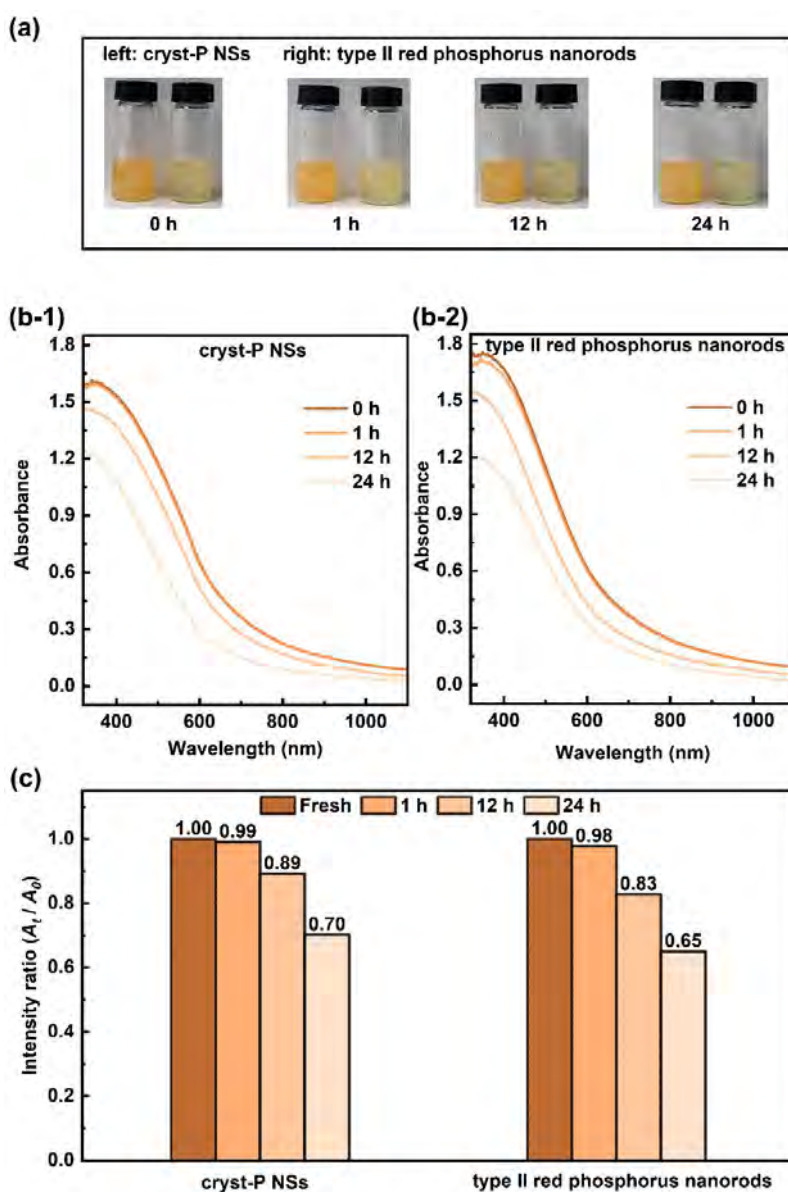 (a)
left: cryst-P NSs right: type II red phosphorus nanorods
0 h 1 h 12 h 24 h
(b-1)
cryst-P NSs
0 h
1 h
12 h
24 h
1.8
1.5
1.2
0.9
0.6
0.3
0.0
Absorbance
400 600 800 1000
Wavelength (nm)
(b-2)
type II red phosphorus nanorods
0 h
1 h
12 h
24 h
1.8
1.5
1.2
0.9
0.6
0.3
0.0
Absorbance
400 600 800 1000
Wavelength (nm)
(c)
Fresh 1 h 12 h 24 h
1.00 0.99 0.89 0.70
1.00 0.98 0.83 0.65
1.0
0.8
0.6
0.4
0.2
0.0
Intensity ratio (At / A0)
cryst-P NSs type II red phosphorus nanorods